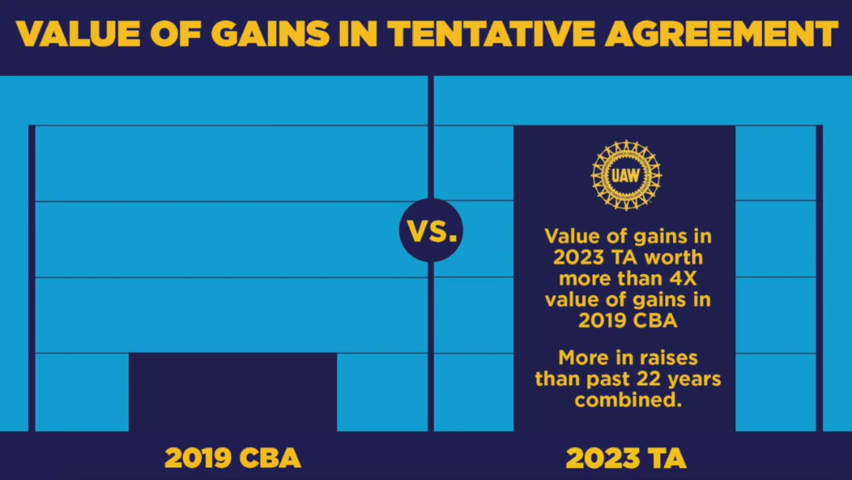 VALUE OF GAINS IN TENTATIVE AGREEMENT
VS.
UAW
Value of gains in
2023 TA worth
more than 4X
value of gains in
2019 CBA
More in raises
than past 22 years
combined.
2019 CBA
2023 TA